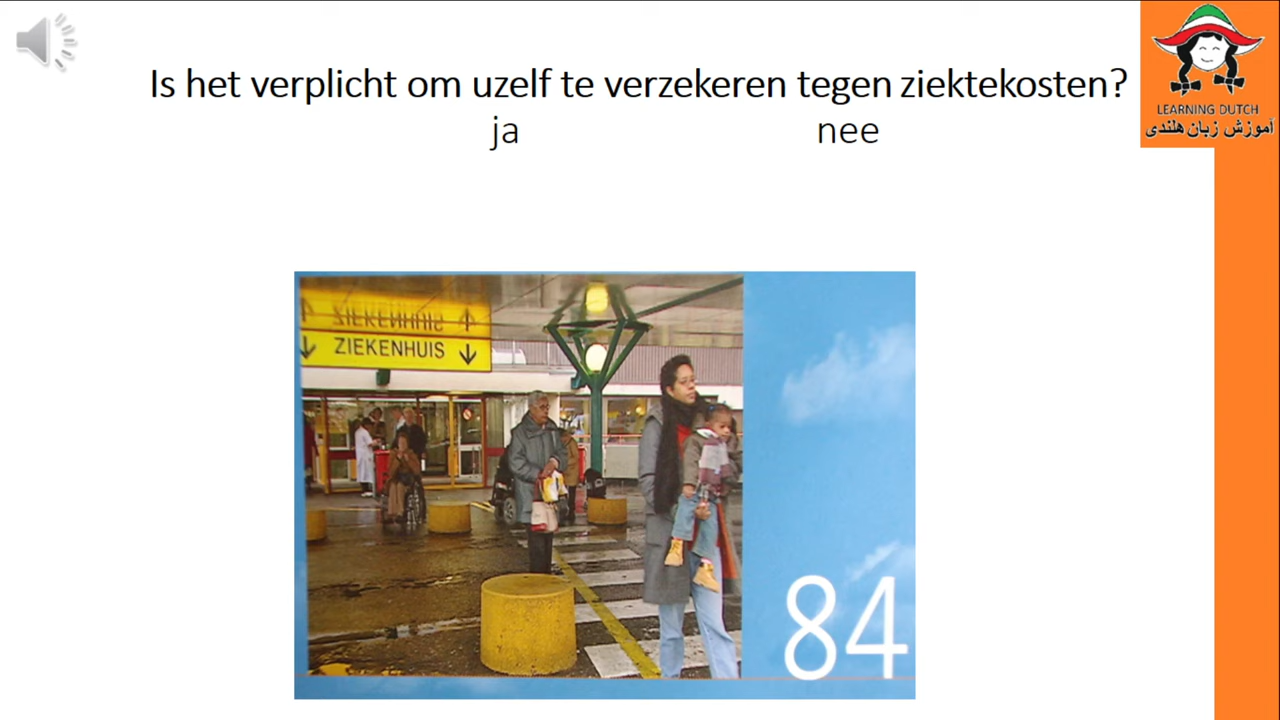 Is het verplicht om uzelf te verzekeren tegen ziektekosten?
ja nee
LEARNING DUTCH
آموزش زبان هلندی
ZIEKENHUIS
ZIEKENHUIS
84